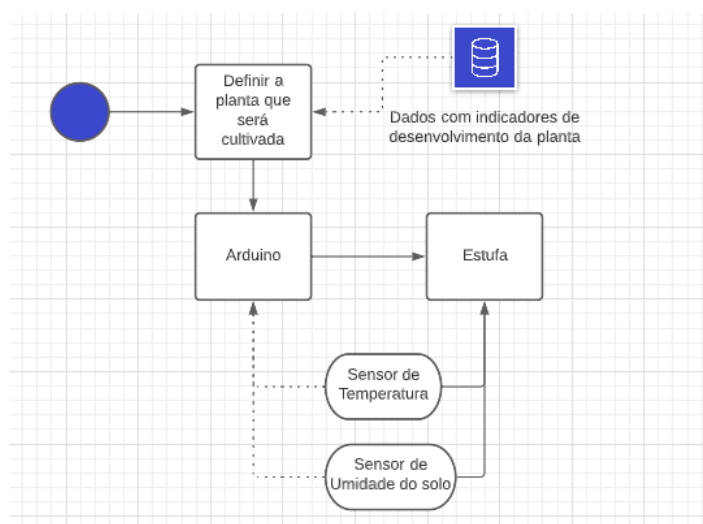 Definir a
planta que
será
cultivada
Dados com indicadores de
desenvolvimento da planta
Arduino
Estufa
Sensor de
Temperatura
Sensor de
Umidade do solo